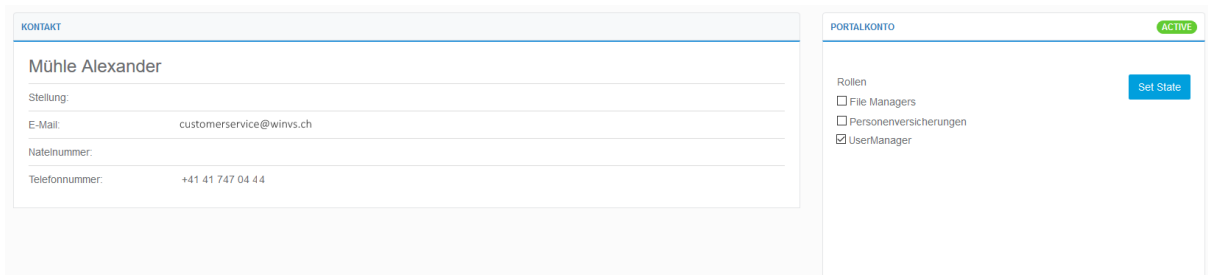 KONTAKT
Mühle Alexander
Stellung:
E-Mail: customerservice@winvs.ch
Natelnummer:
Telefonnummer: +41 41 747 04 44
PORTALKONTO ACTIVE
Rollen
Set State
File Managers
Personenversicherungen
UserManager